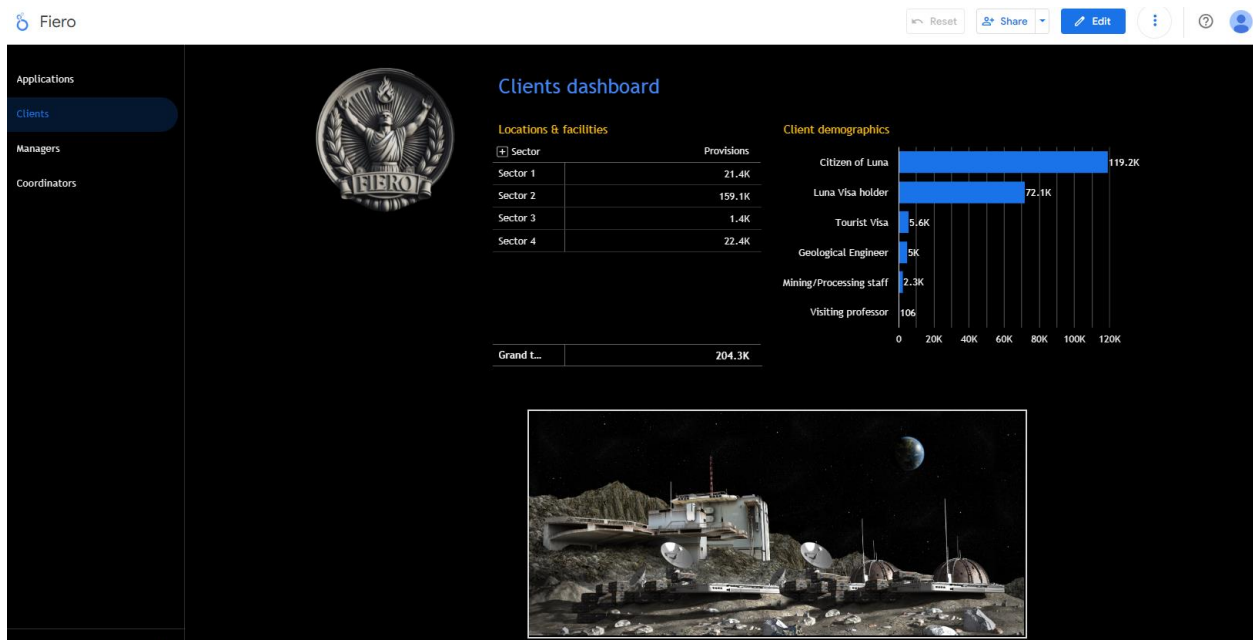 Fiero
Reset
Share
Edit
Applications
Clients
Managers
Coordinators
FIERO
Clients dashboard
Locations & facilities
Sector Provisions
Sector 1 21.4K
Sector 2 159.1K
Sector 3 1.4K
Sector 4 22.4K
Grand t... 204.3K
Client demographics
Citizen of Luna 119.2K
Luna Visa holder 72.1K
Tourist Visa 5.6K
Geological Engineer 5K
Mining/Processing staff 2.3K
Visiting professor 106
0 20K 40K 60K 80K 100K 120K